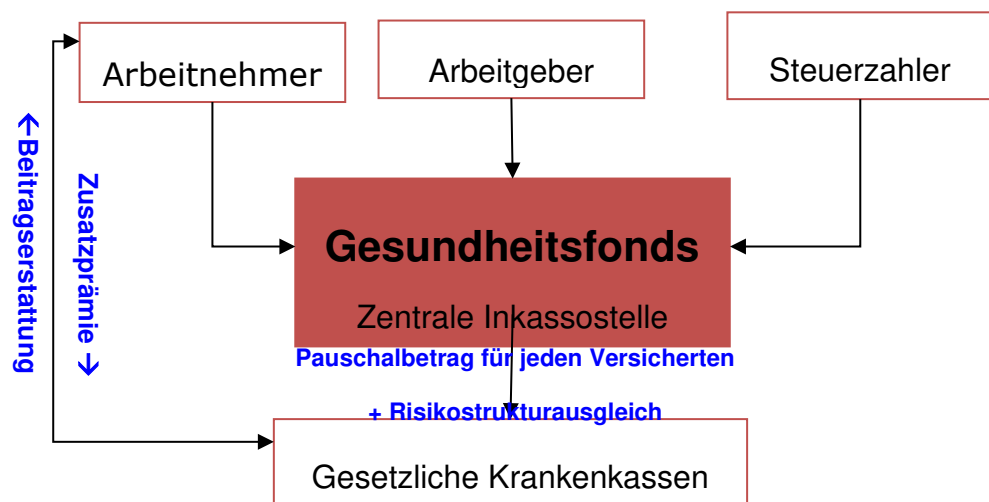 Arbeitnehmer
Arbeitgeber
Steuerzahler
←Beitragserstattung
Zusatzprämie →
Gesundheitsfonds
Zentrale Inkassostelle
Pauschalbetrag für jeden Versicherten
+ Risikostrukturausgleich
Gesetzliche Krankenkassen